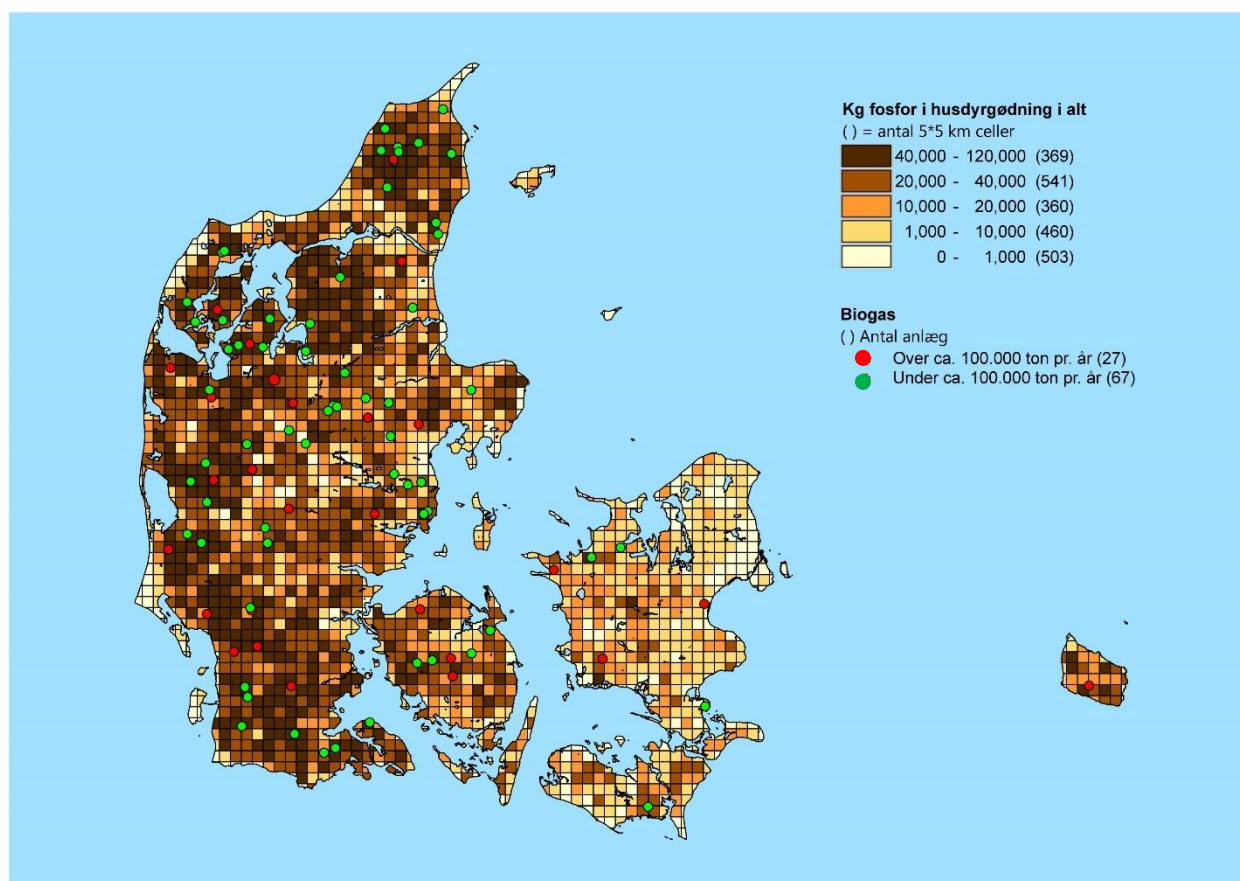 Kg fosfor i husdyrgødning i alt
( ) = antal 5*5 km celler
40,000 - 120,000 (369)
20,000 - 40,000 (541)
10,000 - 20,000 (360)
1,000 - 10,000 (460)
0 - 1,000 (503)
Biogas
( ) Antal anlæg
Over ca. 100.000 ton pr. år (27)
Under ca. 100.000 ton pr. år (67)